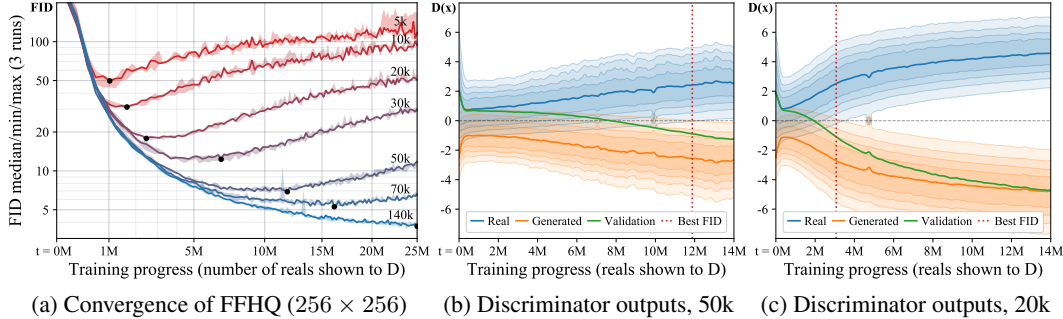 FID
FID median/min/max (3 runs)
100
50
20
10
5
5k
10k
20k
30k
50k
70k
140k
t = 0M 1M 5M 10M 15M 20M 25M
Training progress (number of reals shown to D)
(a) Convergence of FFHQ (256 × 256)
D(x)
6
4
2
0
-2
-4
-6
Real Generated Validation Best FID
t = 0M 2M 4M 6M 8M 10M 12M 14M
Training progress (reals shown to D)
(b) Discriminator outputs, 50k
D(x)
6
4
2
0
-2
-4
-6
Real Generated Validation Best FID
t = 0M 2M 4M 6M 8M 10M 12M 14M
Training progress (reals shown to D)
(c) Discriminator outputs, 20k